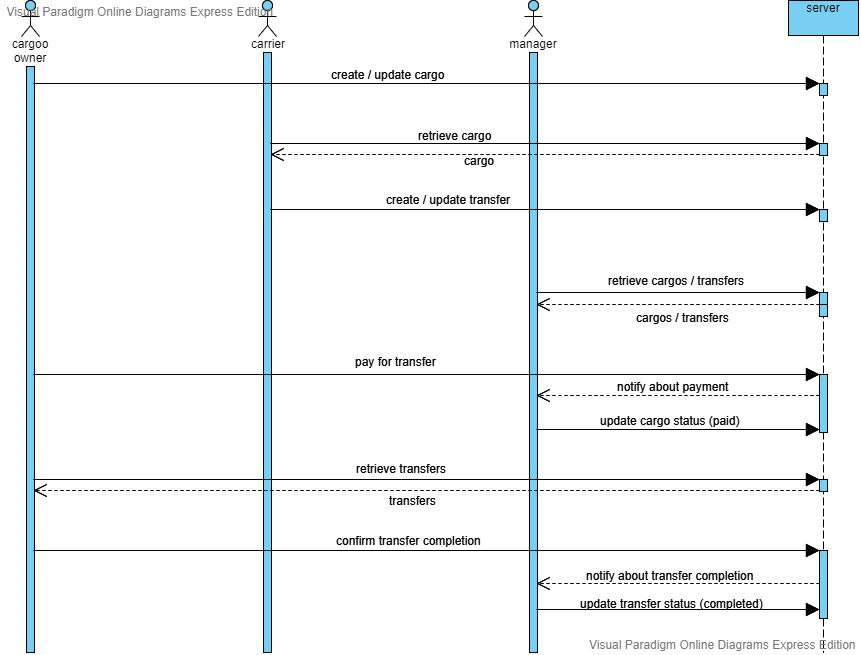 Visual Paradigm Online Diagrams Express Edition
cargoo
owner
carrier
manager
server
create / update cargo
retrieve cargo
cargo
create / update transfer
retrieve cargos / transfers
cargos / transfers
pay for transfer
notify about payment
update cargo status (paid)
retrieve transfers
transfers
confirm transfer completion
notify about transfer completion
update transfer status (completed)
Visual Paradigm Online Diagrams Express Edition